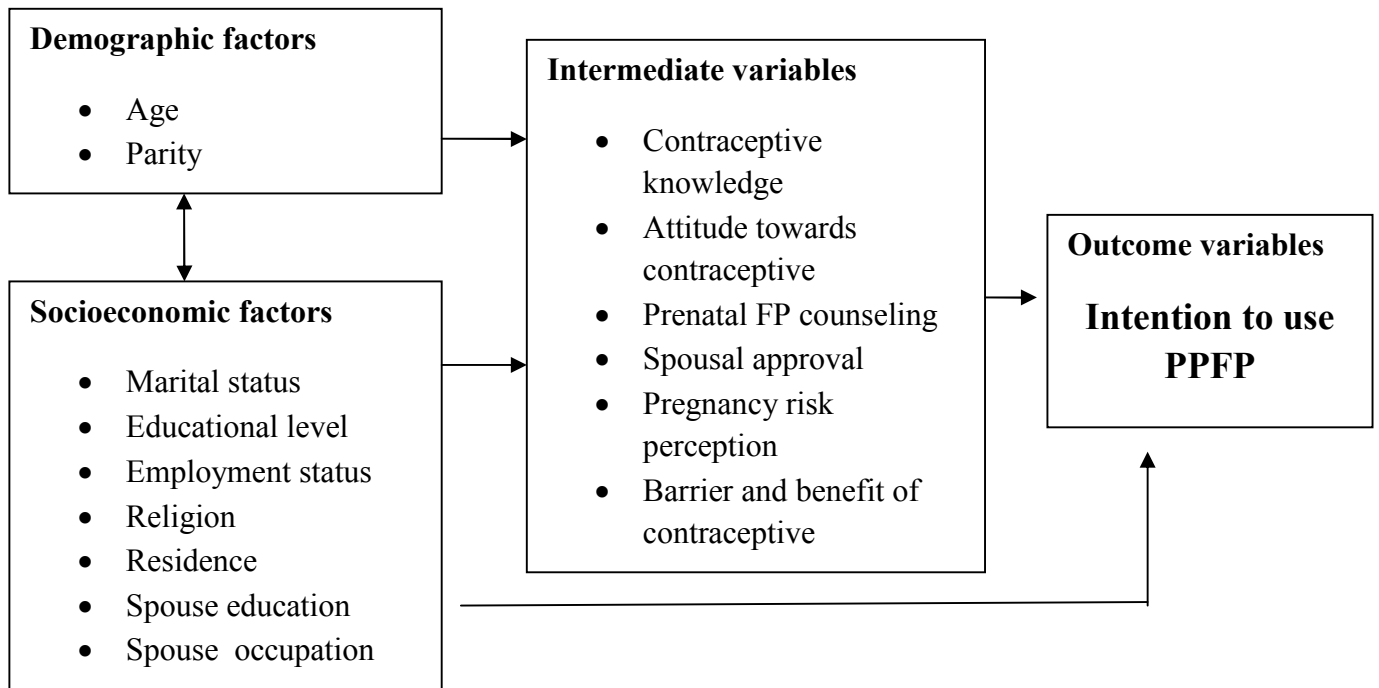 Demographic factors
• Age
• Parity
Socioeconomic factors
• Marital status
• Educational level
• Employment status
• Religion
• Residence
• Spouse education
• Spouse occupation
Intermediate variables
• Contraceptive
knowledge
• Attitude towards
contraceptive
• Prenatal FP counseling
• Spousal approval
• Pregnancy risk
perception
• Barrier and benefit of
contraceptive
Outcome variables
Intention to use
PPFP